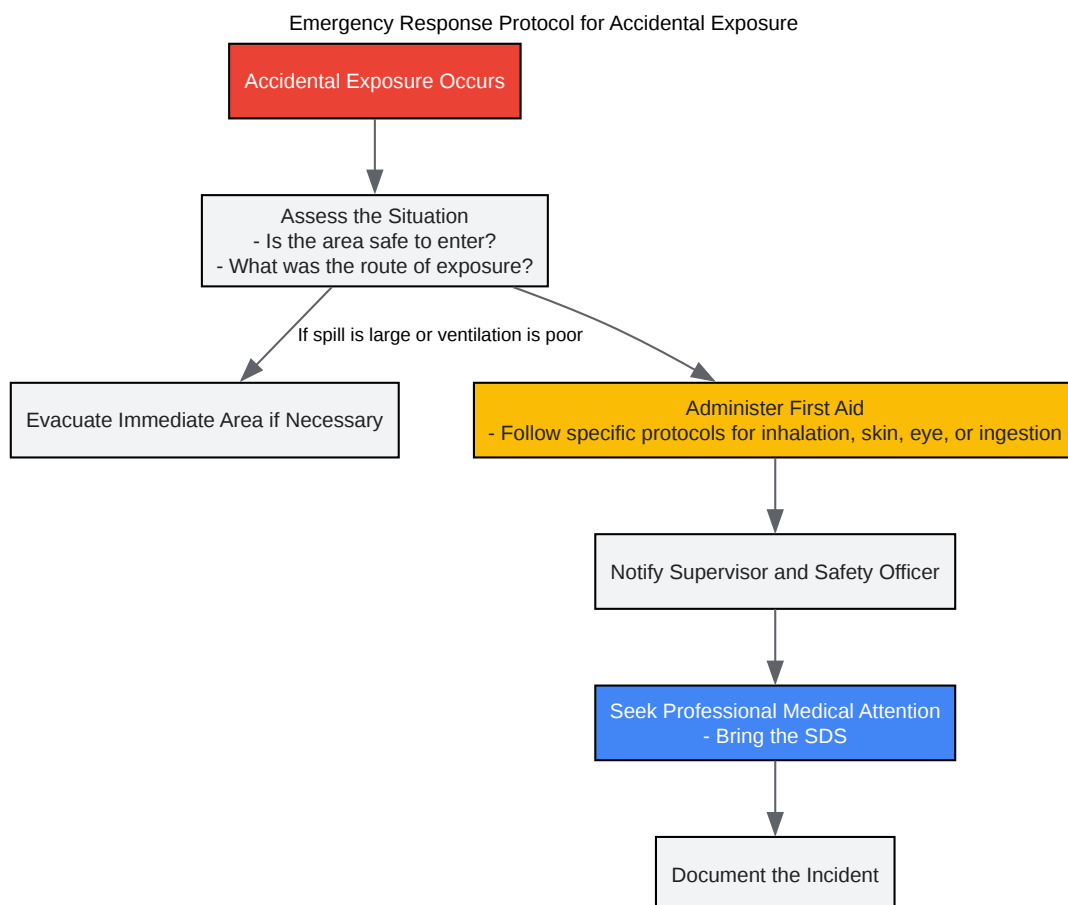 Emergency Response Protocol for Accidental Exposure
Accidental Exposure Occurs
Assess the Situation
- Is the area safe to enter?
- What was the route of exposure?
If spill is large or ventilation is poor
Evacuate Immediate Area if Necessary
Administer First Aid
- Follow specific protocols for inhalation, skin, eye, or ingestion
Notify Supervisor and Safety Officer
Seek Professional Medical Attention
- Bring the SDS
Document the Incident